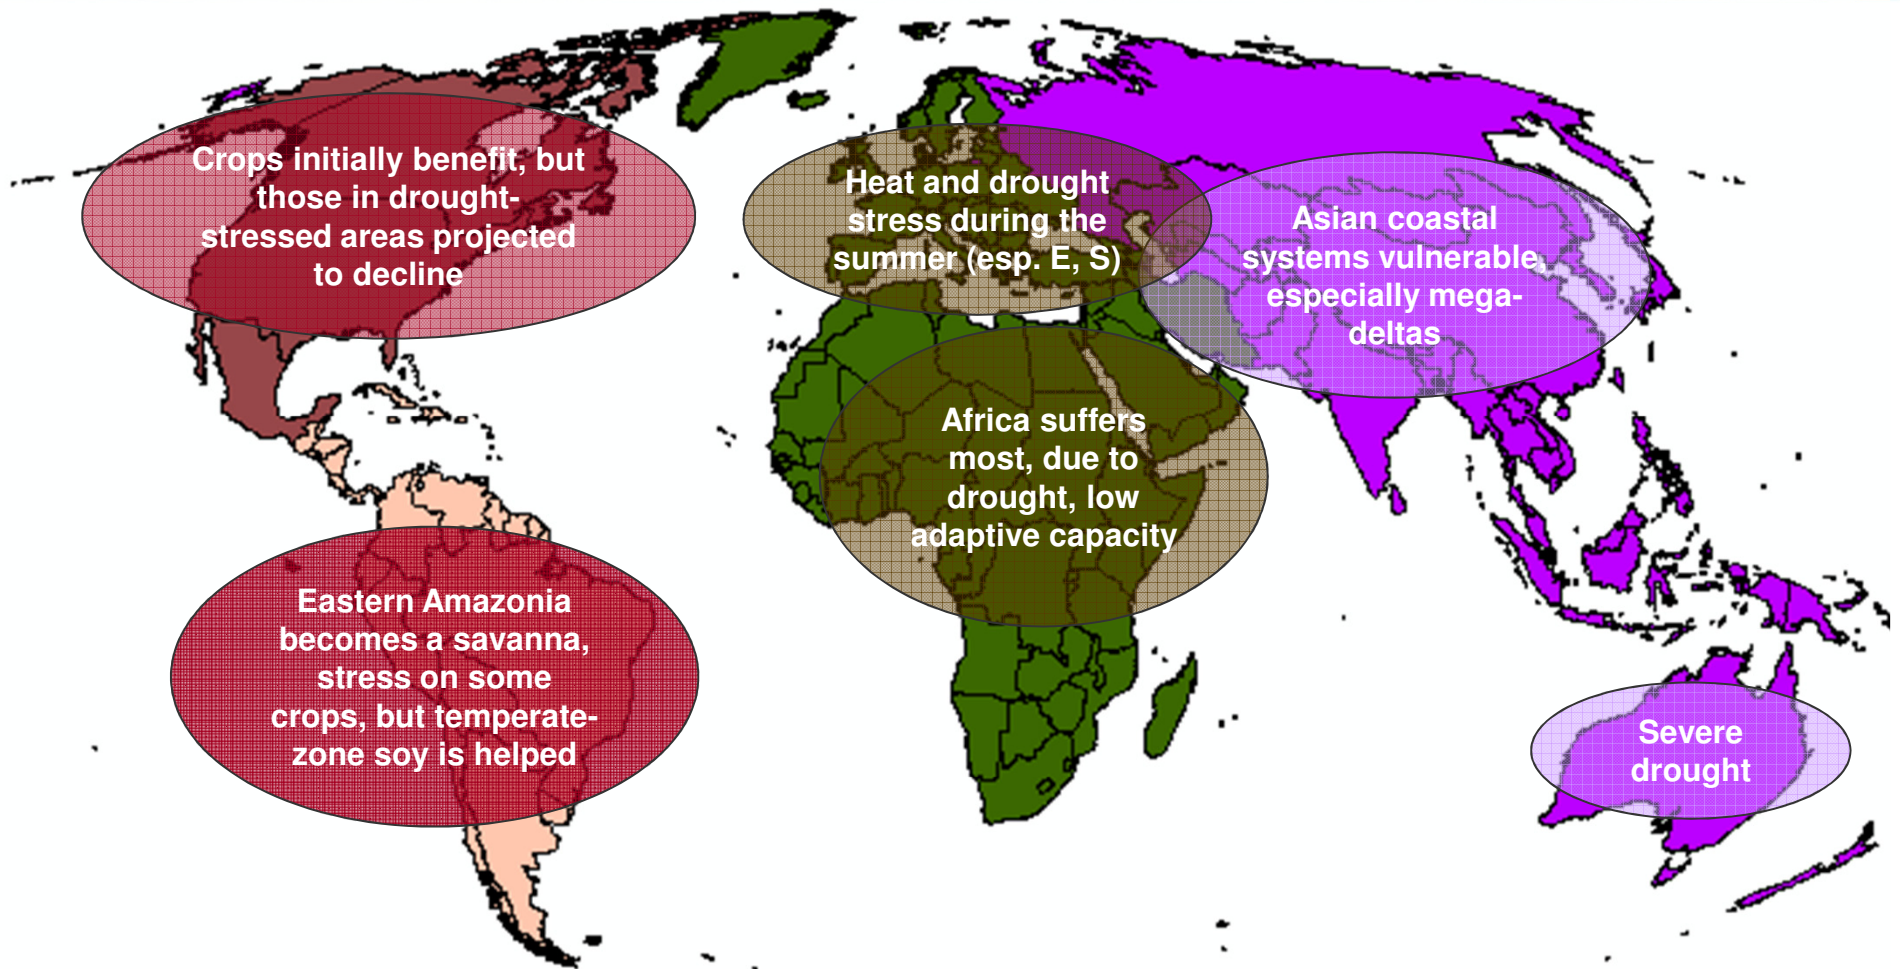 Crops initially benefit, but
those in drought-
stressed areas projected
to decline
Heat and drought
stress during the
summer (esp. E, S)
Asian coastal
systems vulnerable,
especially mega-
deltas
Africa suffers
most, due to
drought, low
adaptive capacity
Eastern Amazonia
becomes a savanna,
stress on some
crops, but temperate-
zone soy is helped
Severe
drought